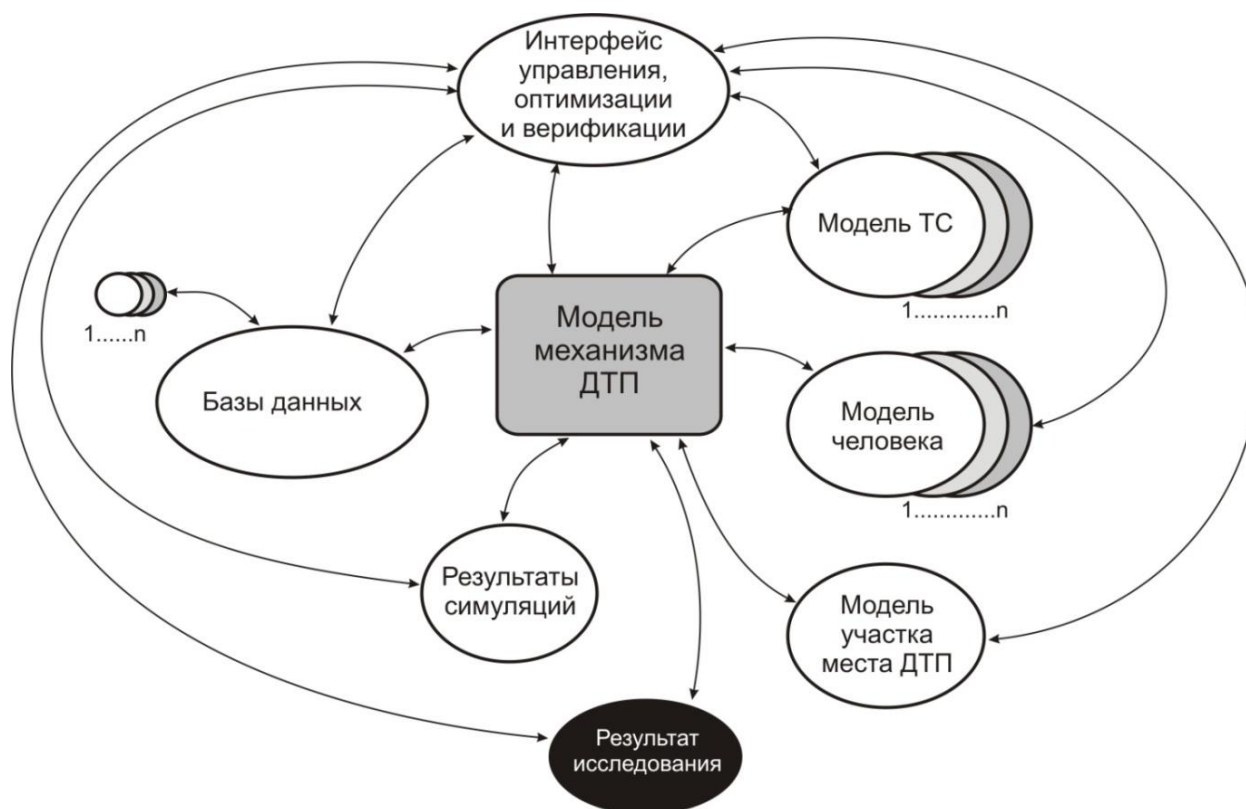 Интерфейс
управления,
оптимизации
и верификации
Модель ТС
1.............n
1......n
Модель
механизма
ДТП
Базы данных
Модель
человека
1.............n
Результаты
симуляций
Модель
участка
места ДТП
Результат
исследования